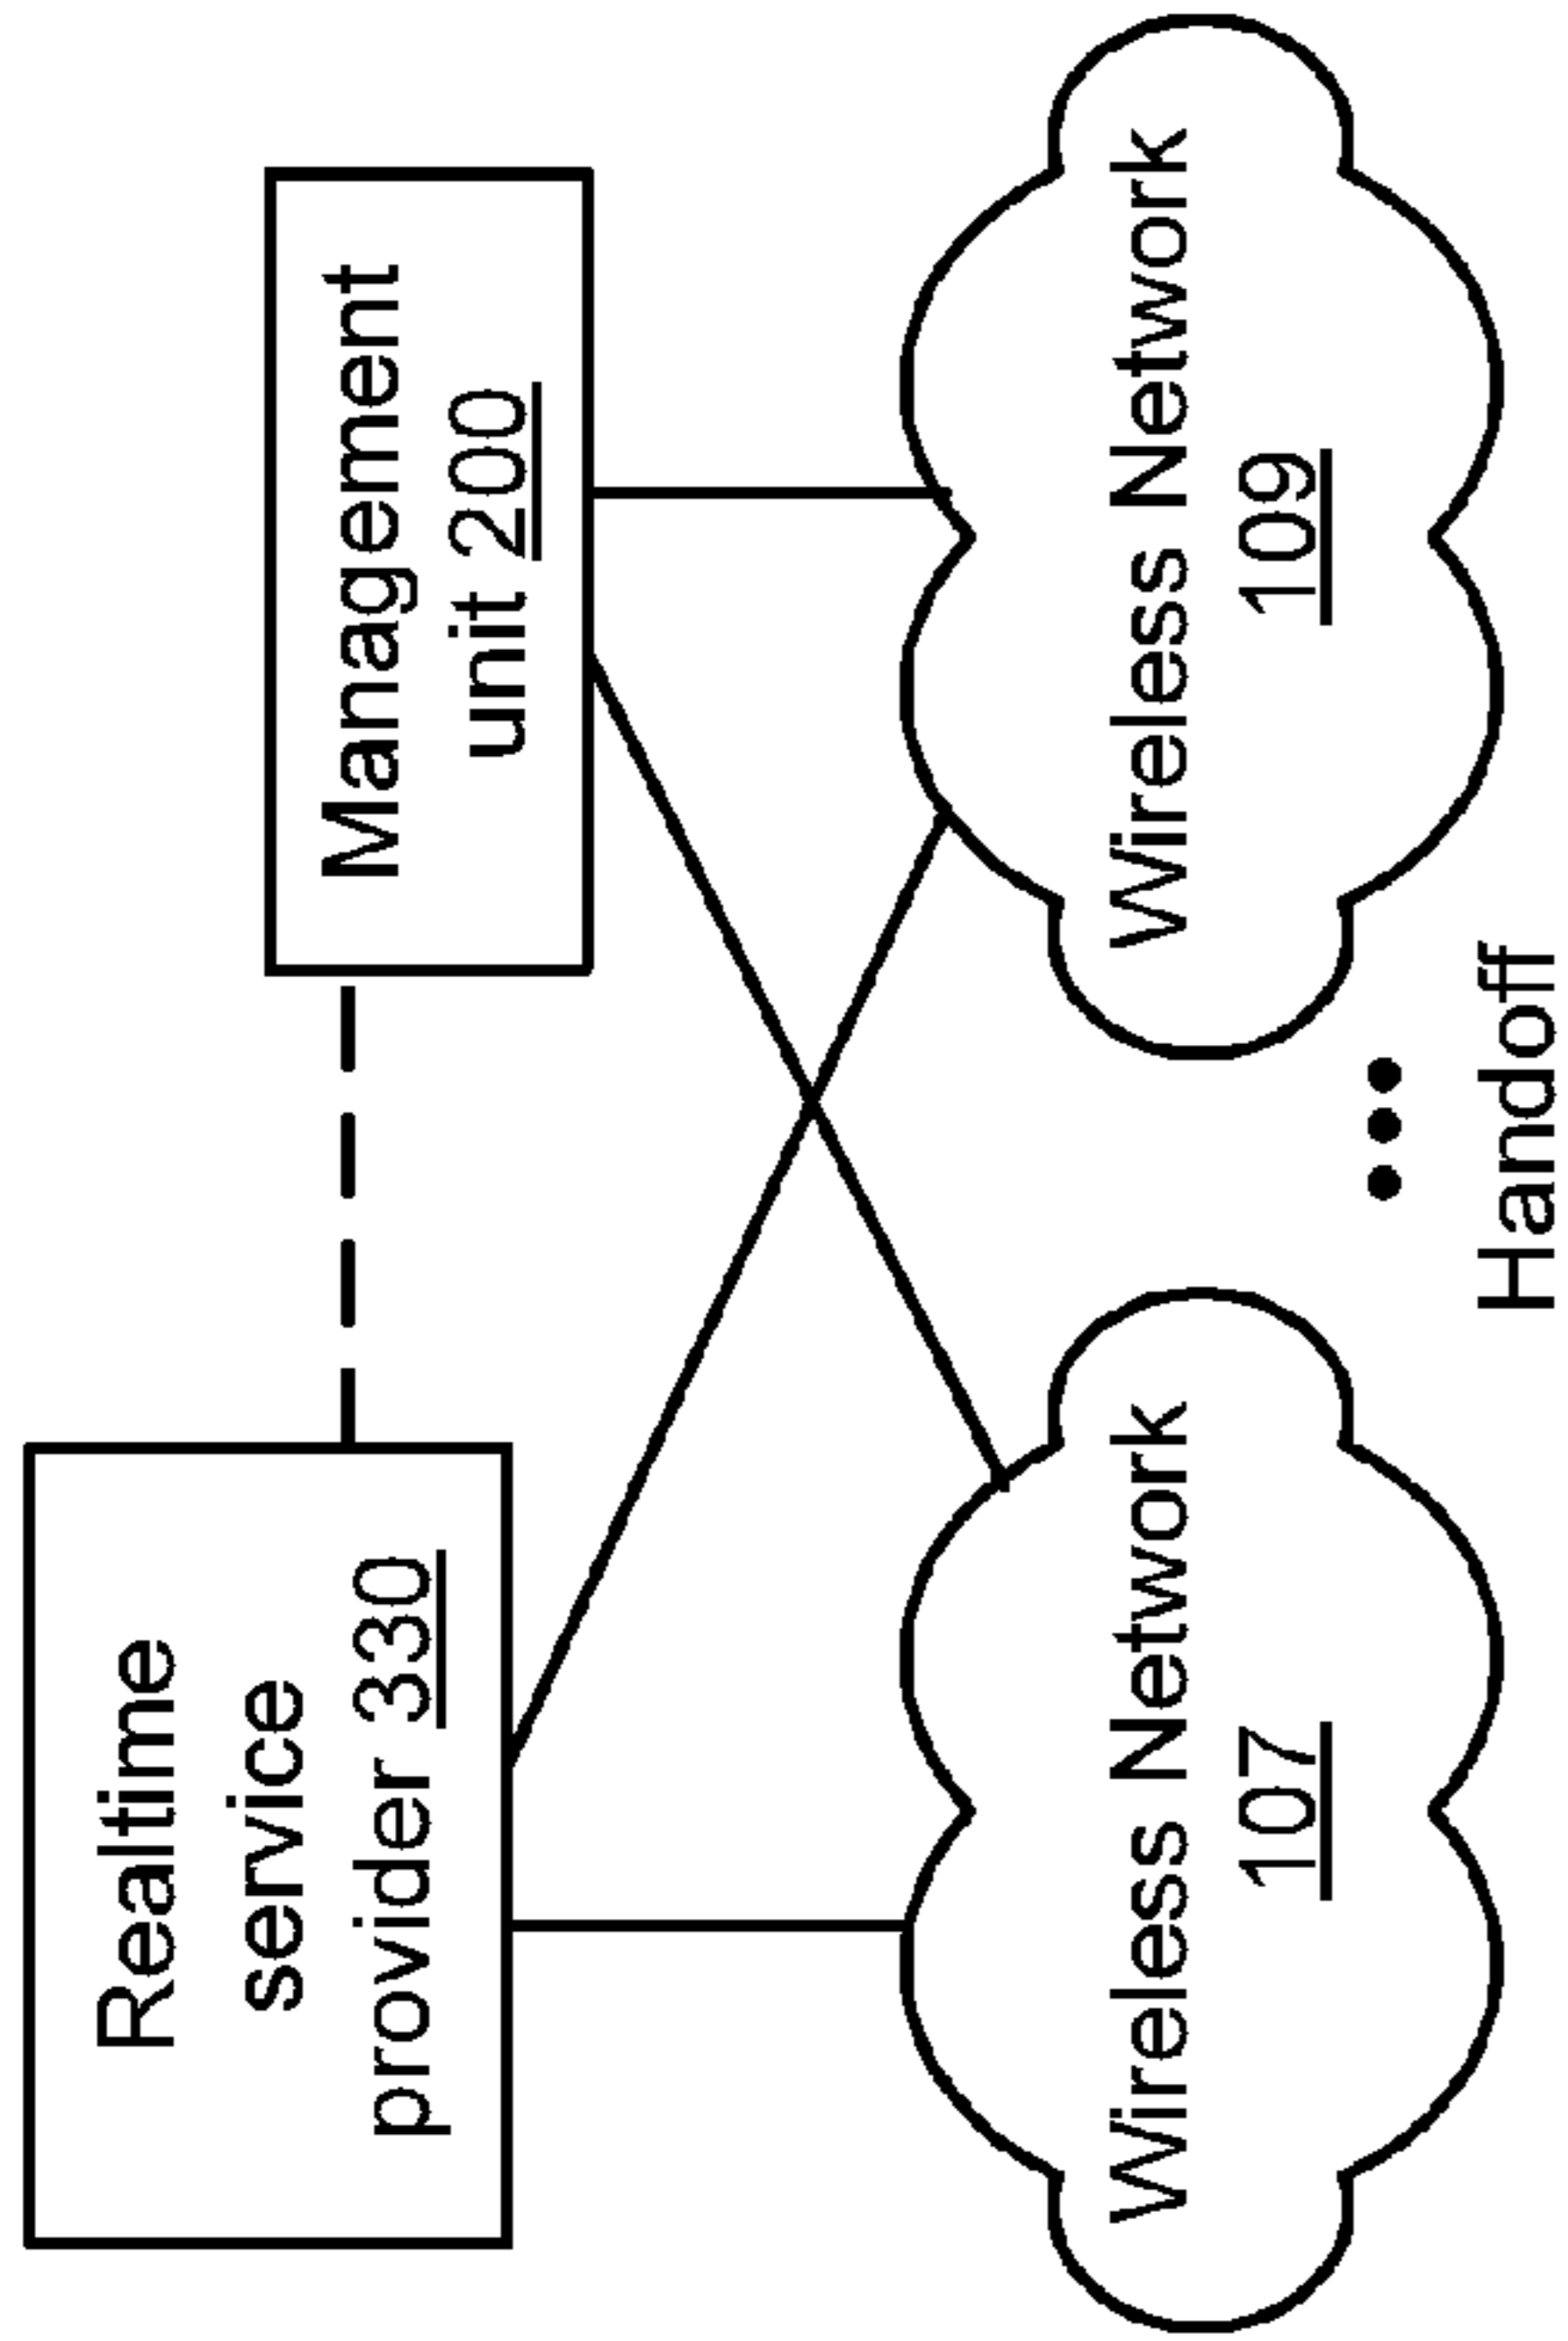 Realtime
service
provider 330
Management
unit 200
Wireless Network
107
Wireless Network
109
Handoff